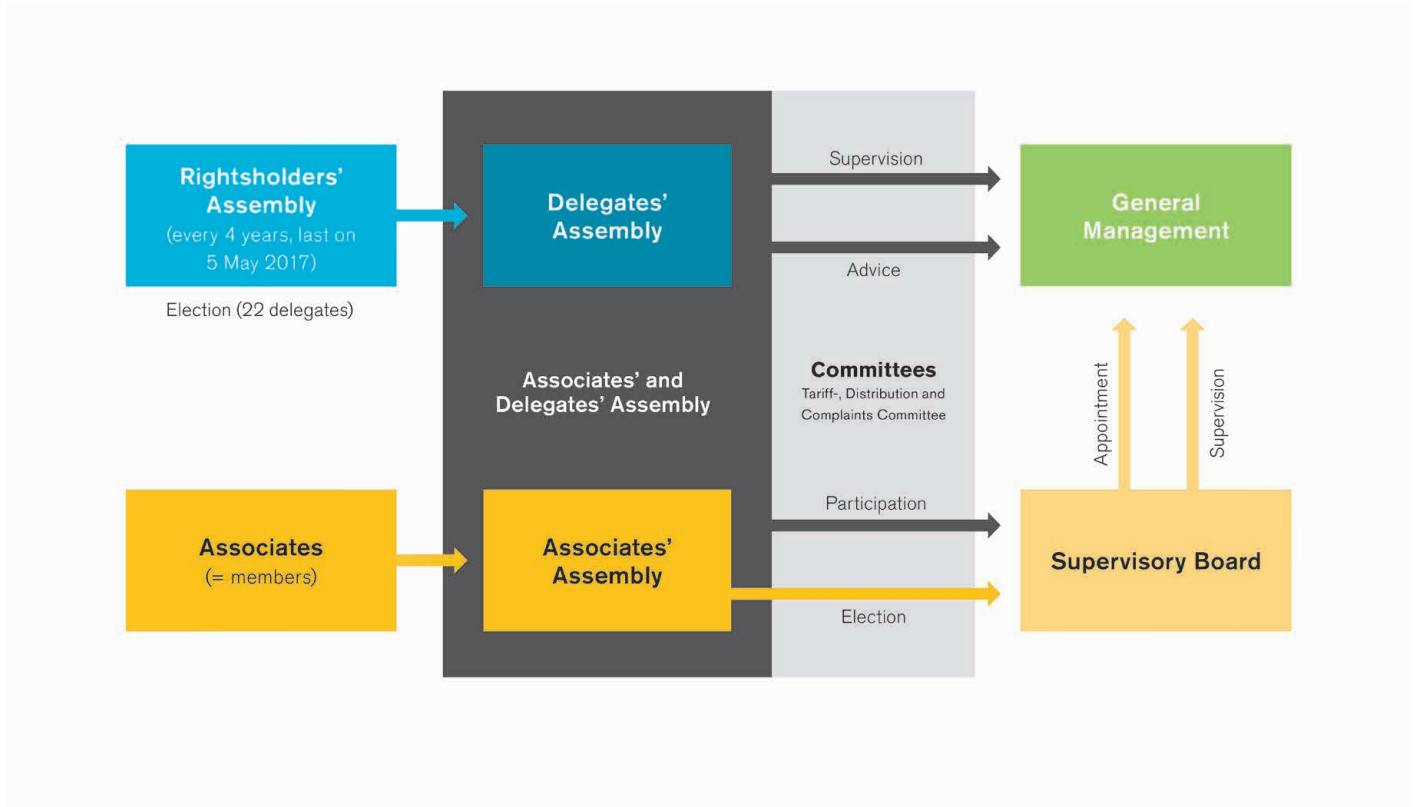 Rightsholders’
Assembly
(every 4 years, last on
5 May 2017)
Election (22 delegates)
Delegates’
Assembly
Supervision
Advice
General
Management
Associates’ and
Delegates’ Assembly
Committees
Tariff-, Distribution and
Complaints Committee
Appointment
Supervision
Associates
(= members)
Associates’
Assembly
Participation
Election
Supervisory Board